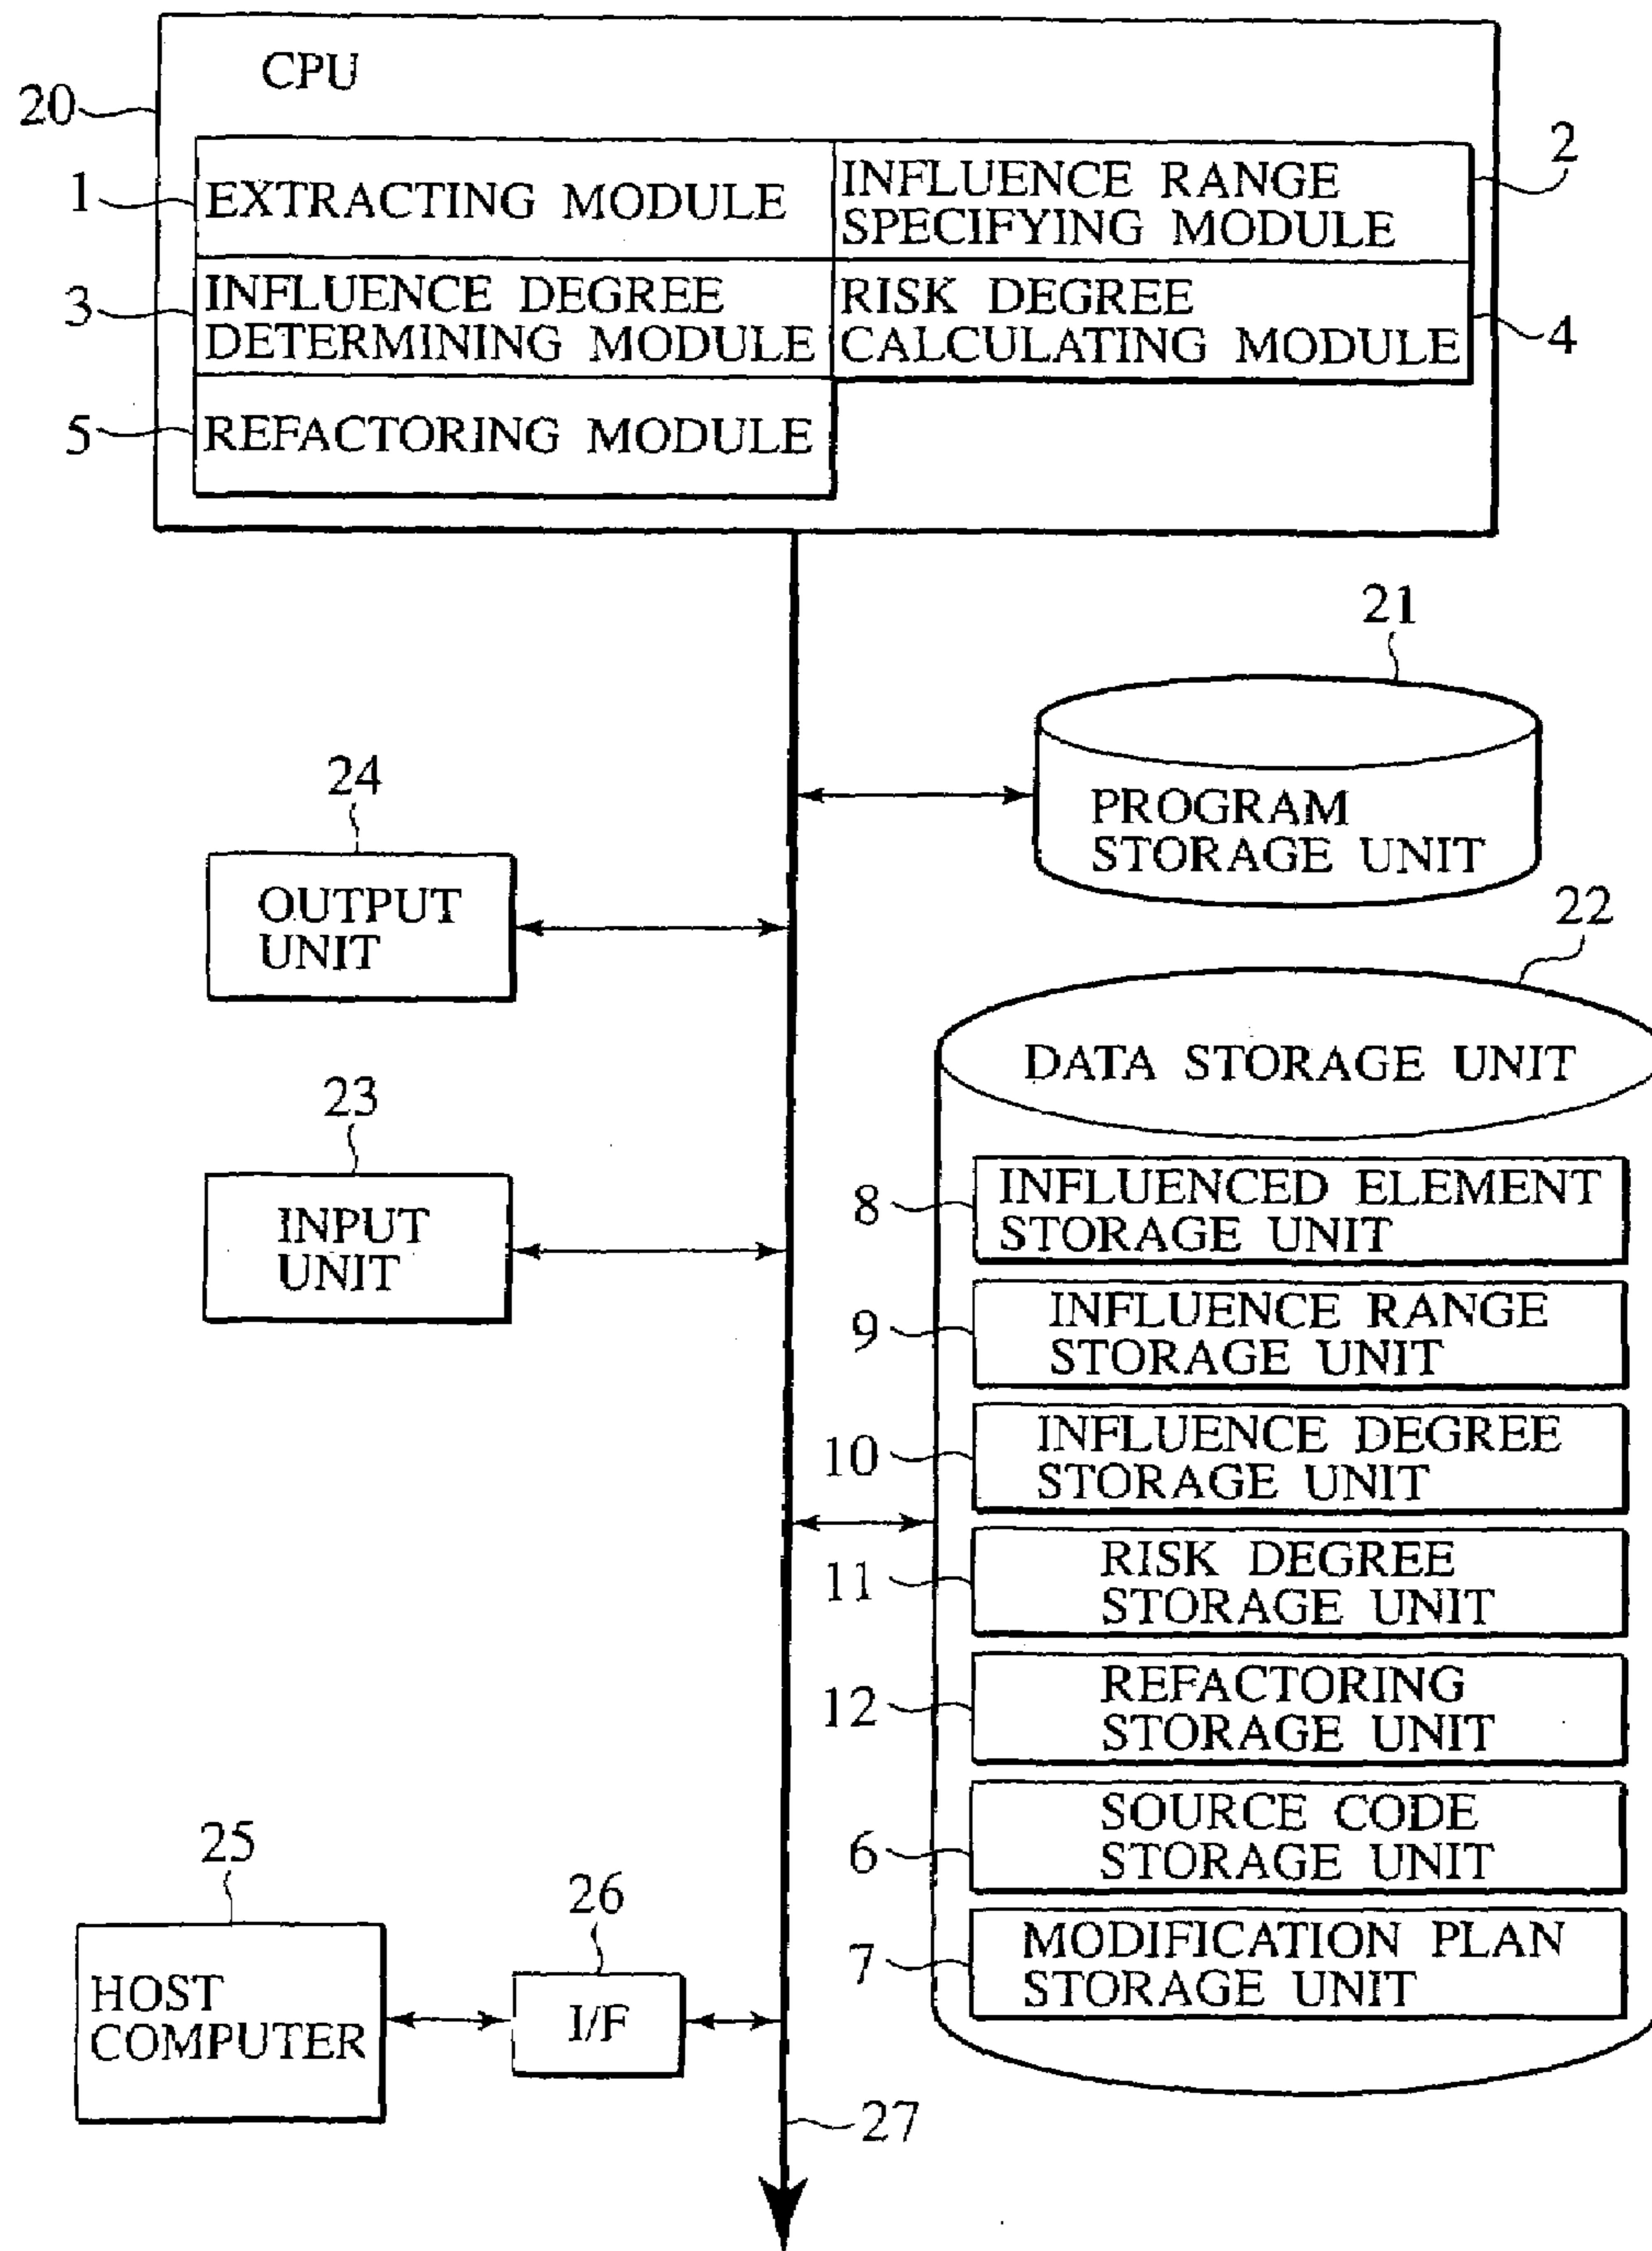 CPU
20
1
EXTRACTING MODULE
INFLUENCE RANGE
SPECIFYING MODULE
2
3
INFLUENCE DEGREE
DETERMINING MODULE
RISK DEGREE
CALCULATING MODULE
4
5
REFACTORING MODULE
21
PROGRAM
STORAGE UNIT
24
OUTPUT
UNIT
22
DATA STORAGE UNIT
23
INPUT
UNIT
8
INFLUENCED ELEMENT
STORAGE UNIT
9
INFLUENCE RANGE
STORAGE UNIT
10
INFLUENCE DEGREE
STORAGE UNIT
11
RISK DEGREE
STORAGE UNIT
12
REFACTORING
STORAGE UNIT
6
SOURCE CODE
STORAGE UNIT
7
MODIFICATION PLAN
STORAGE UNIT
25
HOST
COMPUTER
26
I/F
27